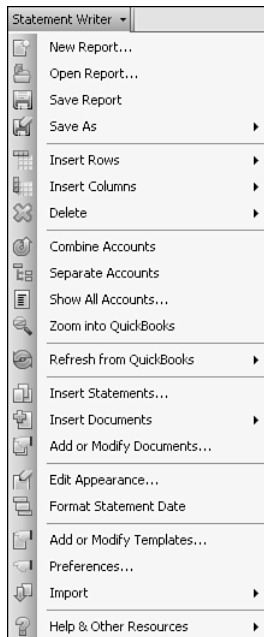 Statement Writer
New Report...
Open Report...
Save Report
Save As
Insert Rows
Insert Columns
Delete
Combine Accounts
Separate Accounts
Show All Accounts...
Zoom into QuickBooks
Refresh from QuickBooks
Insert Statements...
Insert Documents
Add or Modify Documents...
Edit Appearance...
Format Statement Date
Add or Modify Templates...
Preferences...
Import
Help & Other Resources